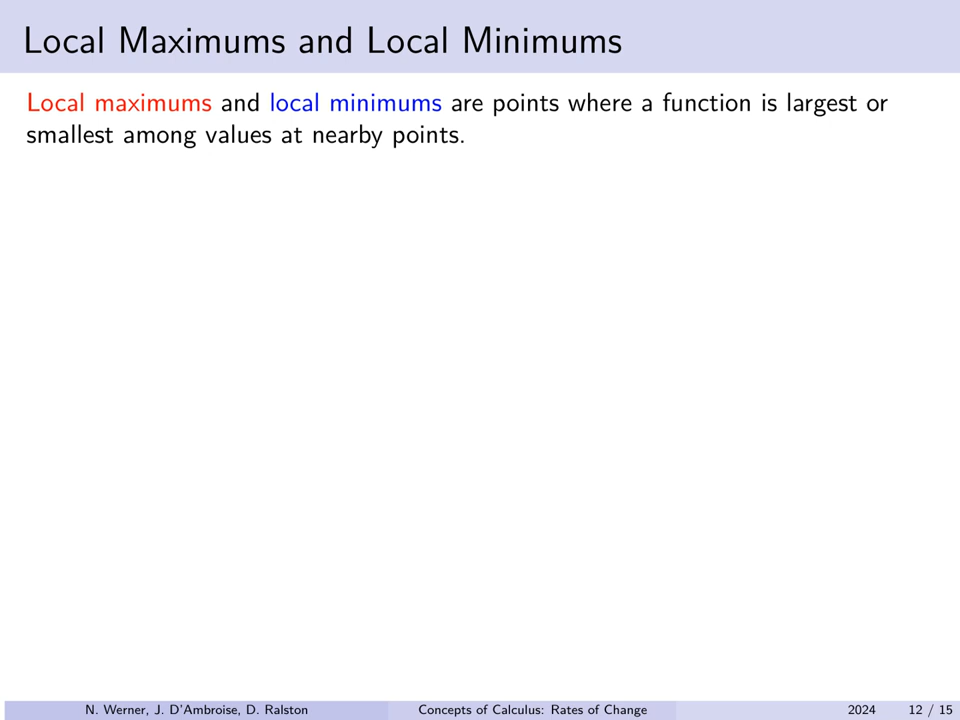 Local Maximums and Local Minimums
Local maximums and local minimums are points where a function is largest or
smallest among values at nearby points.
N. Werner, J. D'Ambroise, D. Ralston
Concepts of Calculus: Rates of Change
2024
12 / 15